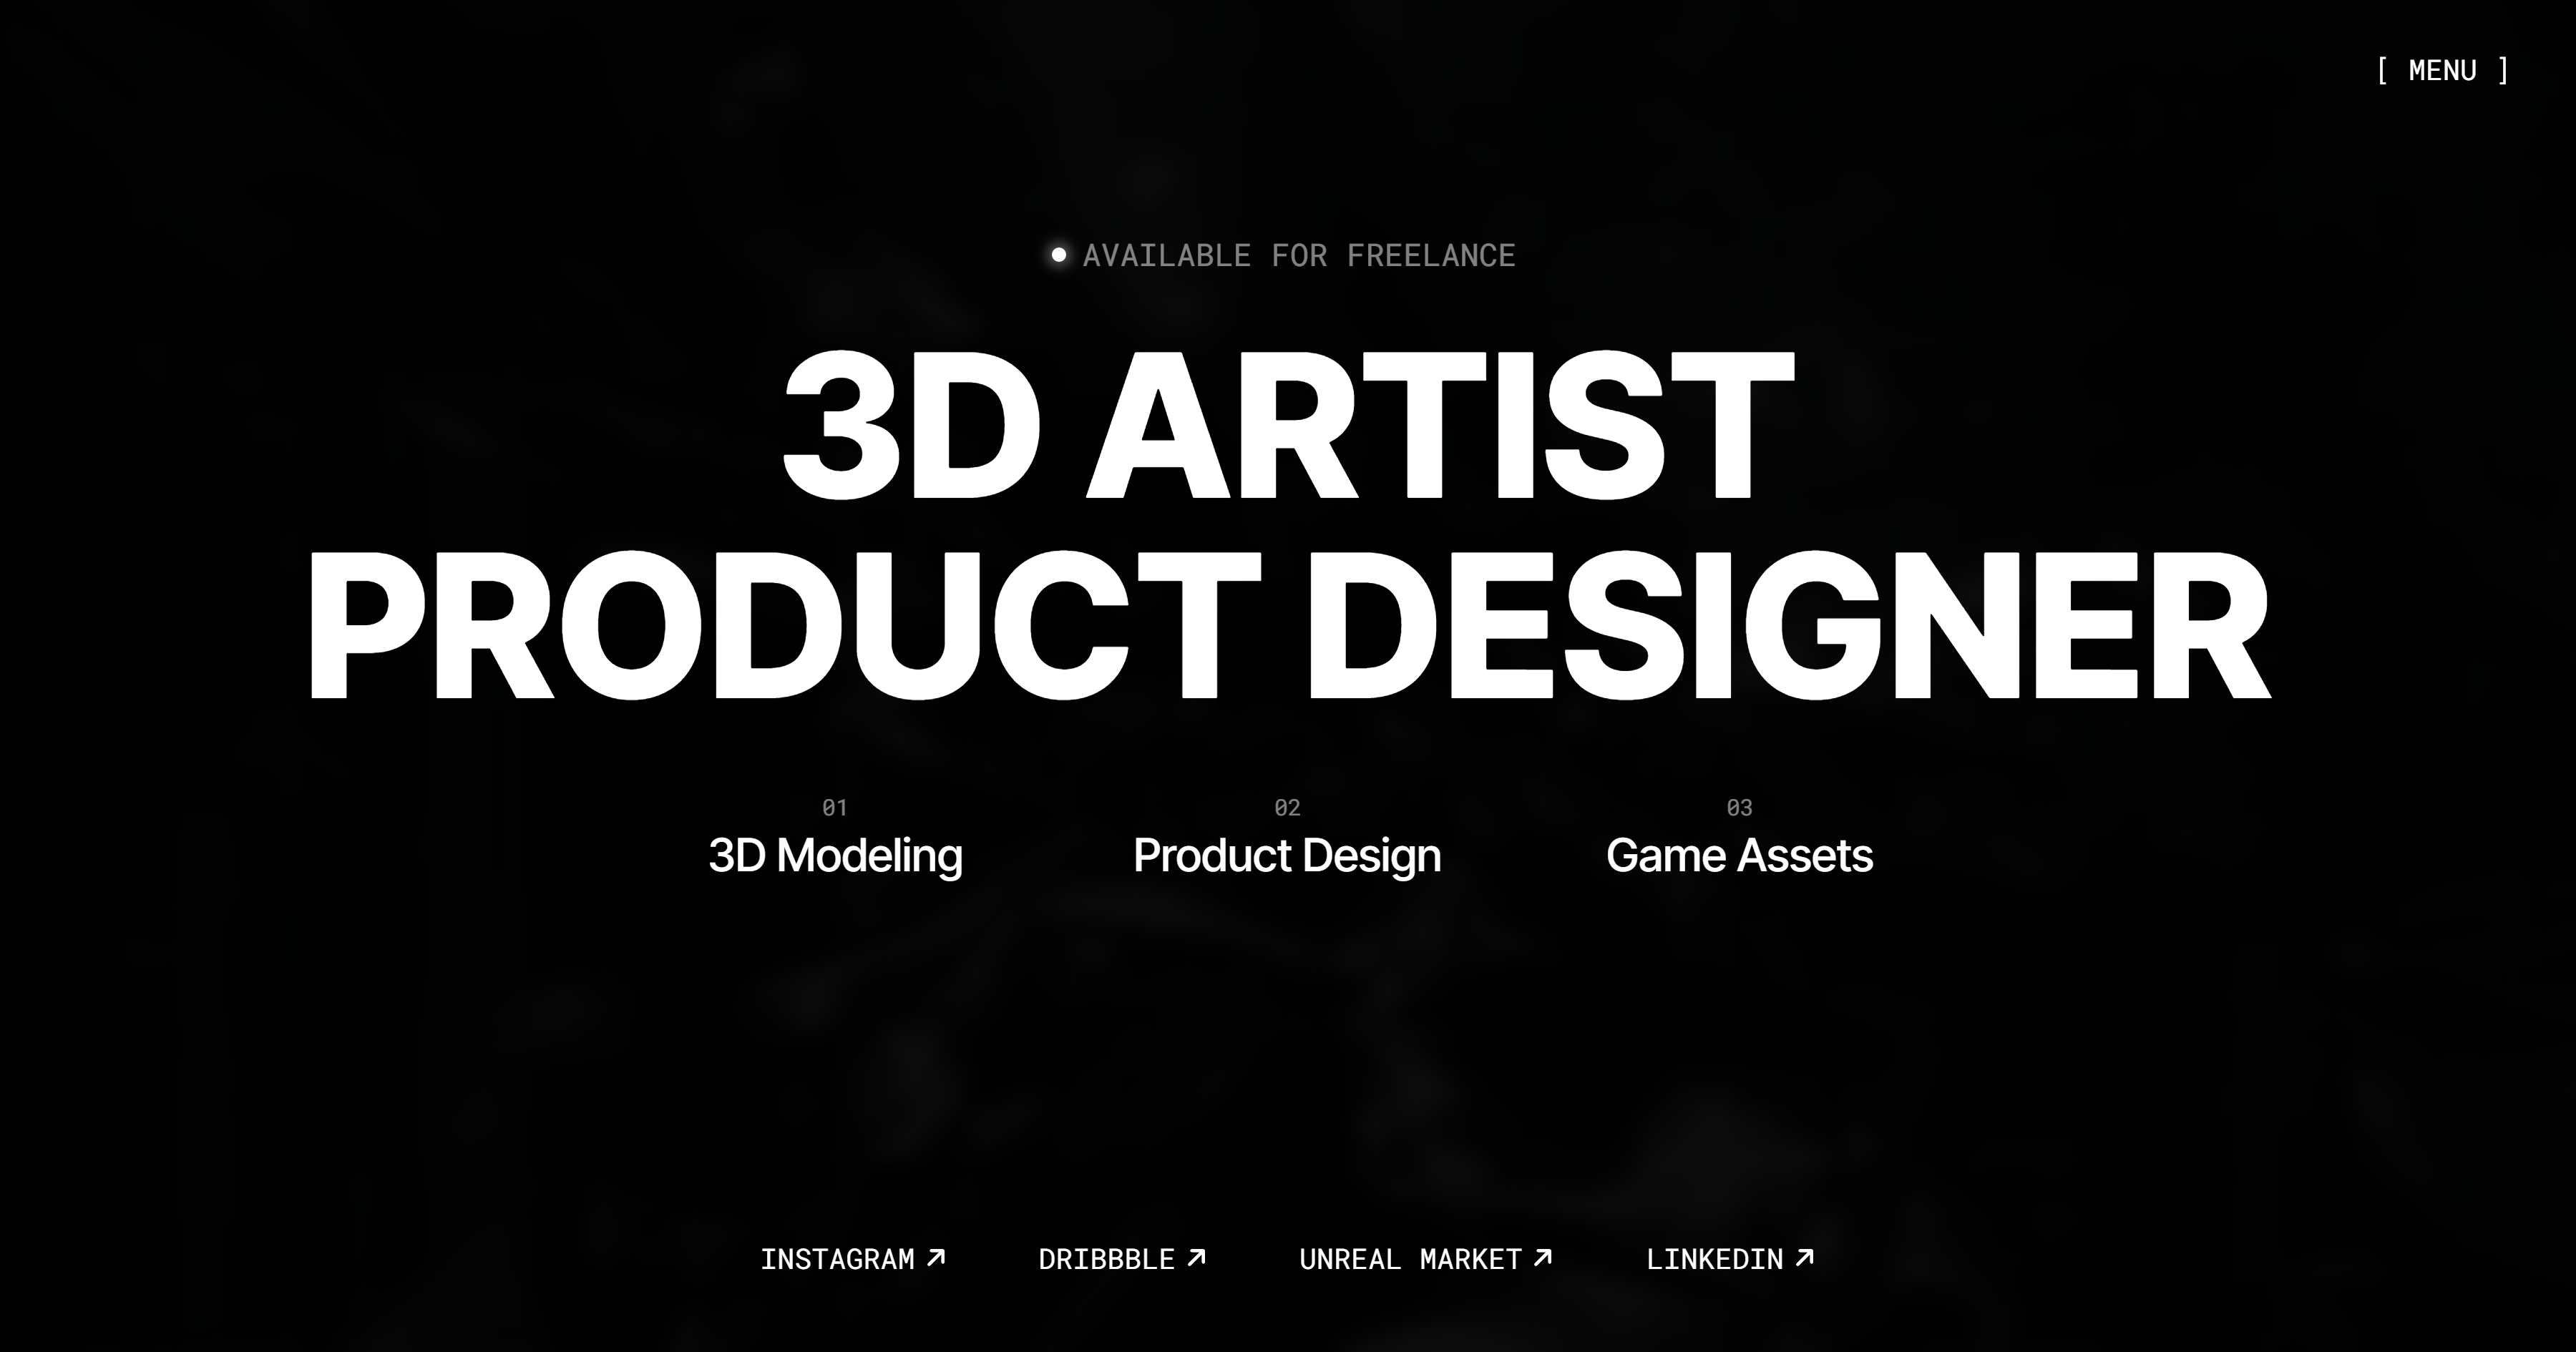 [ MENU ]
AVAILABLE FOR FREELANCE
3D ARTIST
PRODUCT DESIGNER
01
3D Modeling
02
Product Design
03
Game Assets
INSTAGRAM
DRIBBBLE
UNREAL MARKET
LINKEDIN